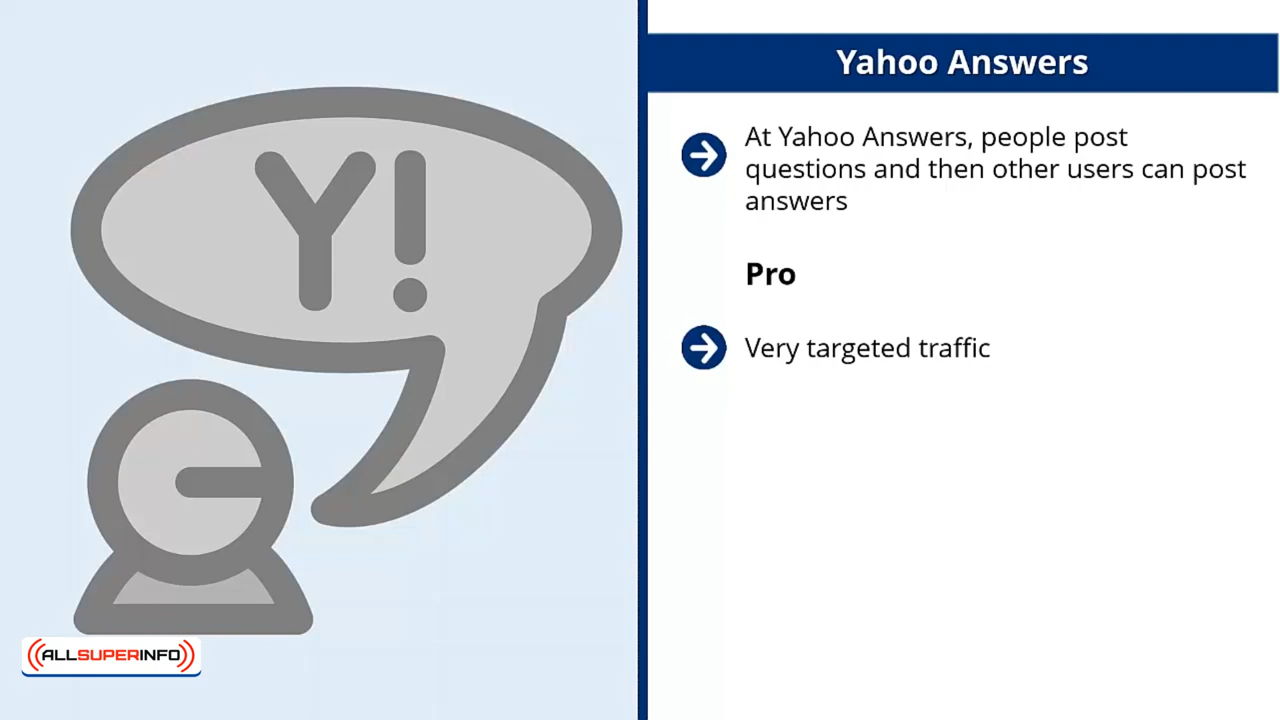 Yahoo Answers
At Yahoo Answers, people post
questions and then other users can post
answers
Pro
Very targeted traffic
Y!
((ALLSUPERINFO))